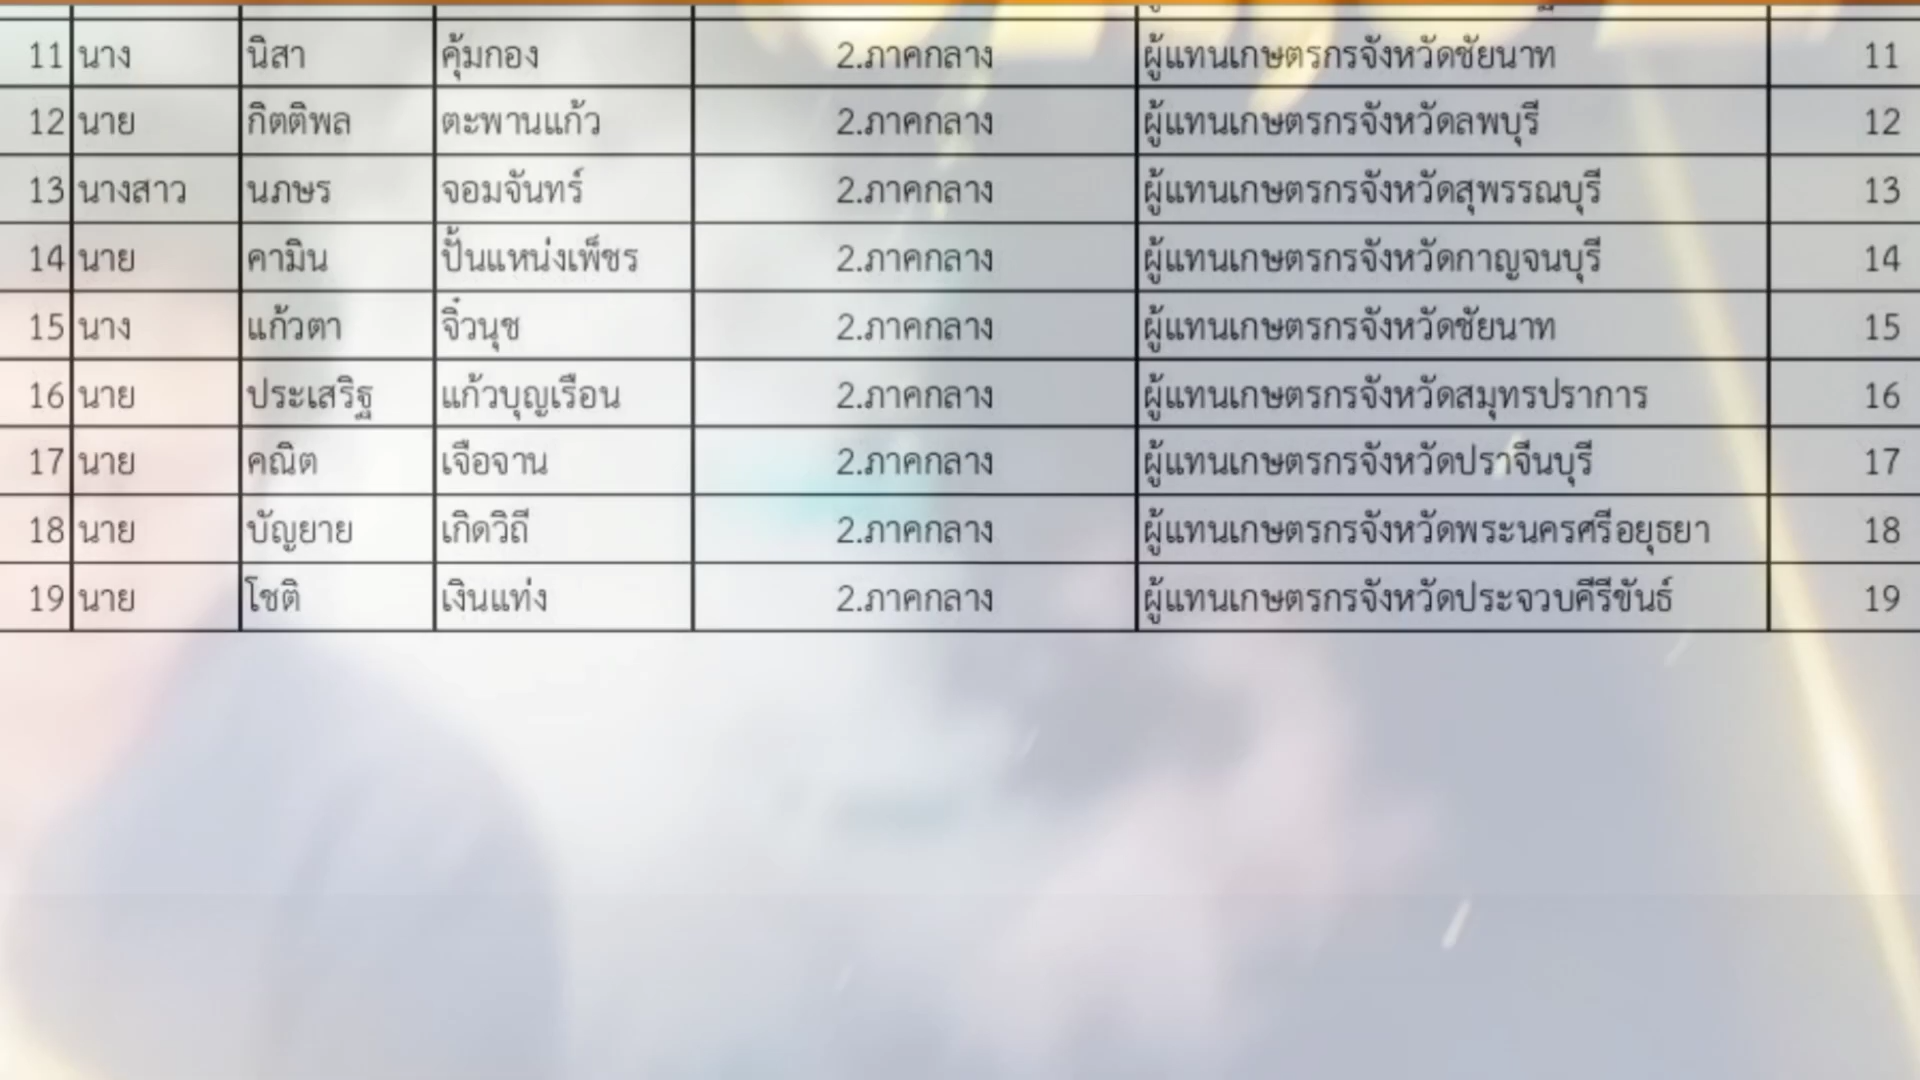 11 นาง นิสา คุ้มกอง 2.ภาคกลาง ผู้แทนเกษตรกรจังหวัดชัยนาท 11
12 นาย กิตติพล ตะพานแก้ว 2.ภาคกลาง ผู้แทนเกษตรกรจังหวัดลพบุรี 12
13 นางสาว นภษร จอมจันทร์ 2.ภาคกลาง ผู้แทนเกษตรกรจังหวัดสุพรรณบุรี 13
14 นาย คามิน ปั้นแหน่งเพ็ชร 2.ภาคกลาง ผู้แทนเกษตรกรจังหวัดกาญจนบุรี 14
15 นาง แก้วตา จิ๋วนุช 2.ภาคกลาง ผู้แทนเกษตรกรจังหวัดชัยนาท 15
16 นาย ประเสริฐ แก้วบุญเรือน 2.ภาคกลาง ผู้แทนเกษตรกรจังหวัดสมุทรปราการ 16
17 นาย คณิต เจือจาน 2.ภาคกลาง ผู้แทนเกษตรกรจังหวัดปราจีนบุรี 17
18 นาย บัญยาย เกิดวิถี 2.ภาคกลาง ผู้แทนเกษตรกรจังหวัดพระนครศรีอยุธยา 18
19 นาย โชติ เงินแท่ง 2.ภาคกลาง ผู้แทนเกษตรกรจังหวัดประจวบคีรีขันธ์ 19